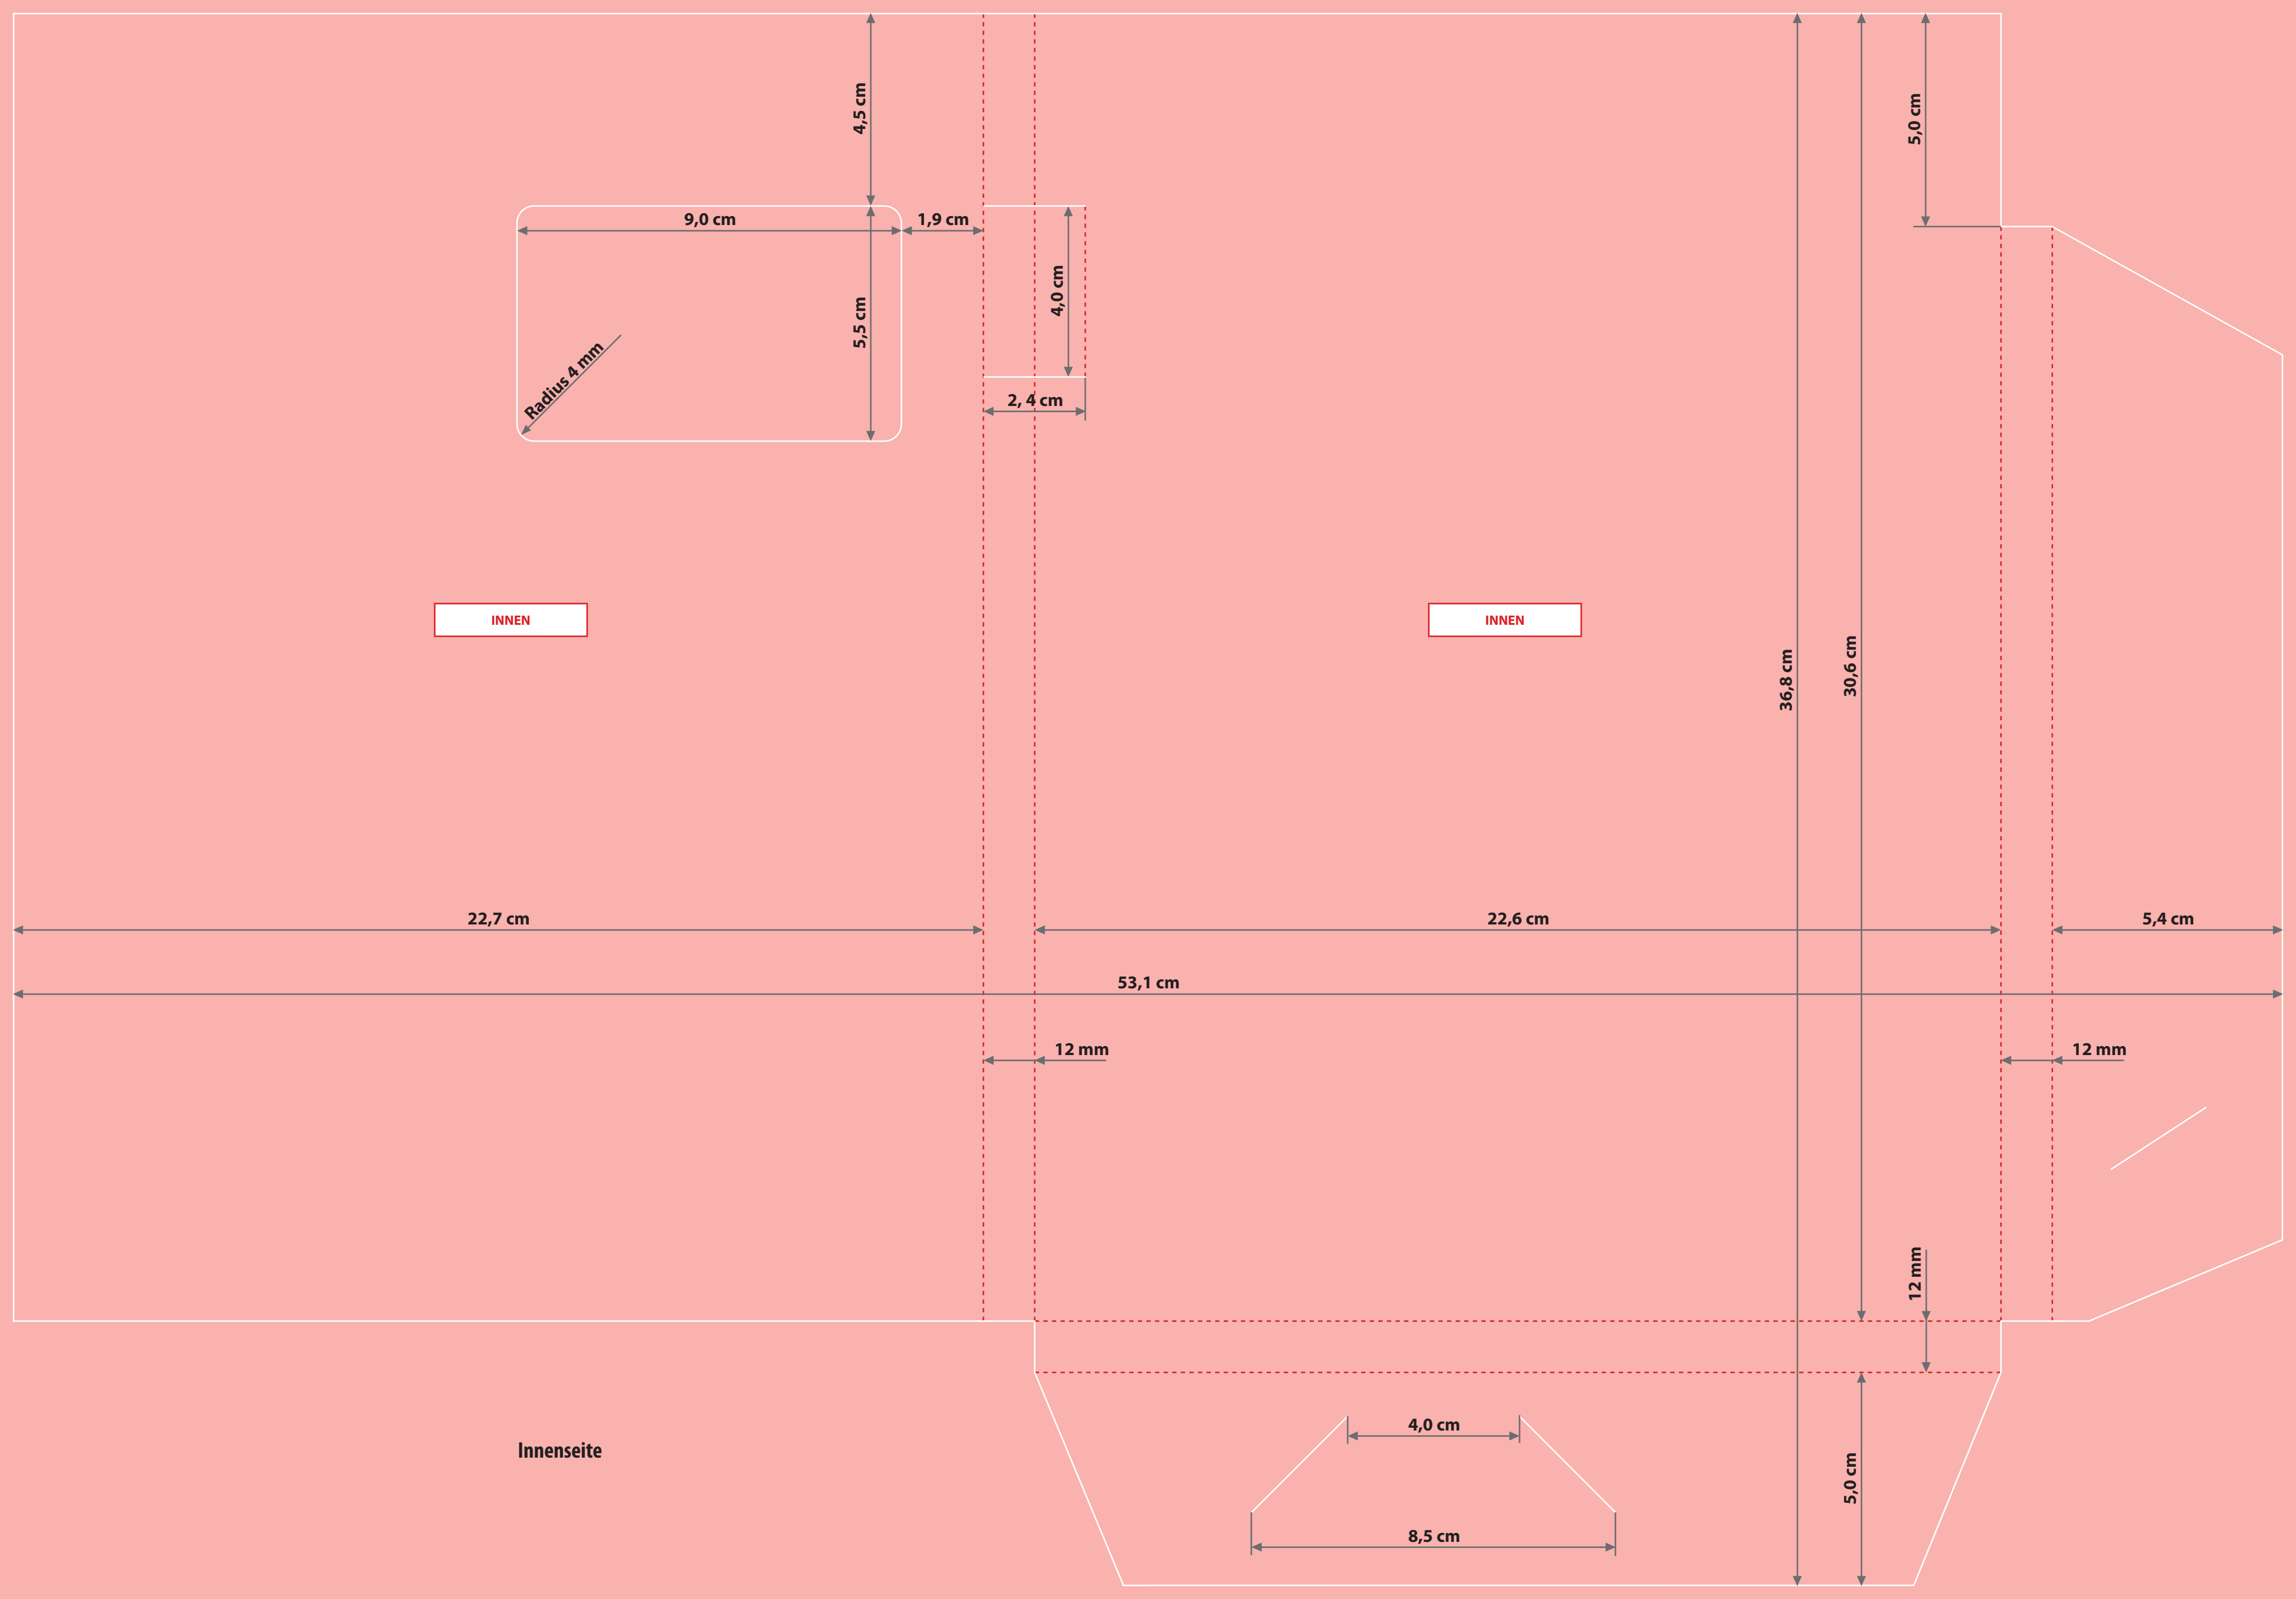 4,5 cm
5,0 cm
9,0 cm
1,9 cm
5,5 cm
4,0 cm
Radius 4 mm
2, 4 cm
INNEN
INNEN
36,8 cm
30,6 cm
22,7 cm
22,6 cm
5,4 cm
53,1 cm
12 mm
12 mm
12 mm
4,0 cm
Innenseite
5,0 cm
8,5 cm